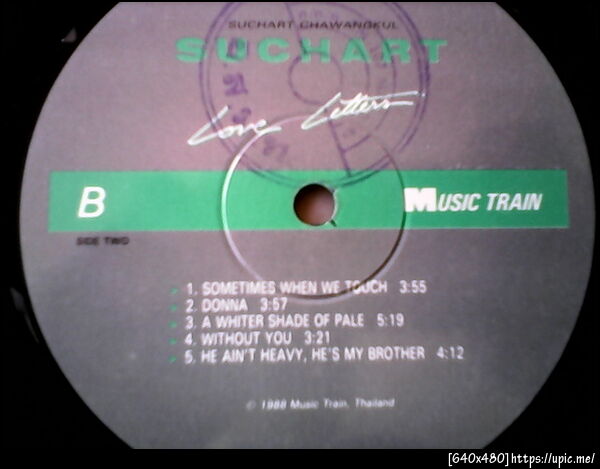 SUCHART CHAWANGKUL
SUCHART
Love Letters
B
MUSIC TRAIN
SIDE TWO
1. SOMETIMES WHEN WE TOUCH 3:55
2. DONNA 3:57
3. A WHITER SHADE OF PALE 5:19
4. WITHOUT YOU 3:21
5. HE AIN'T HEAVY, HE'S MY BROTHER 4:12
© 1988 Music Train, Thailand
[640x480]https://upic.me/